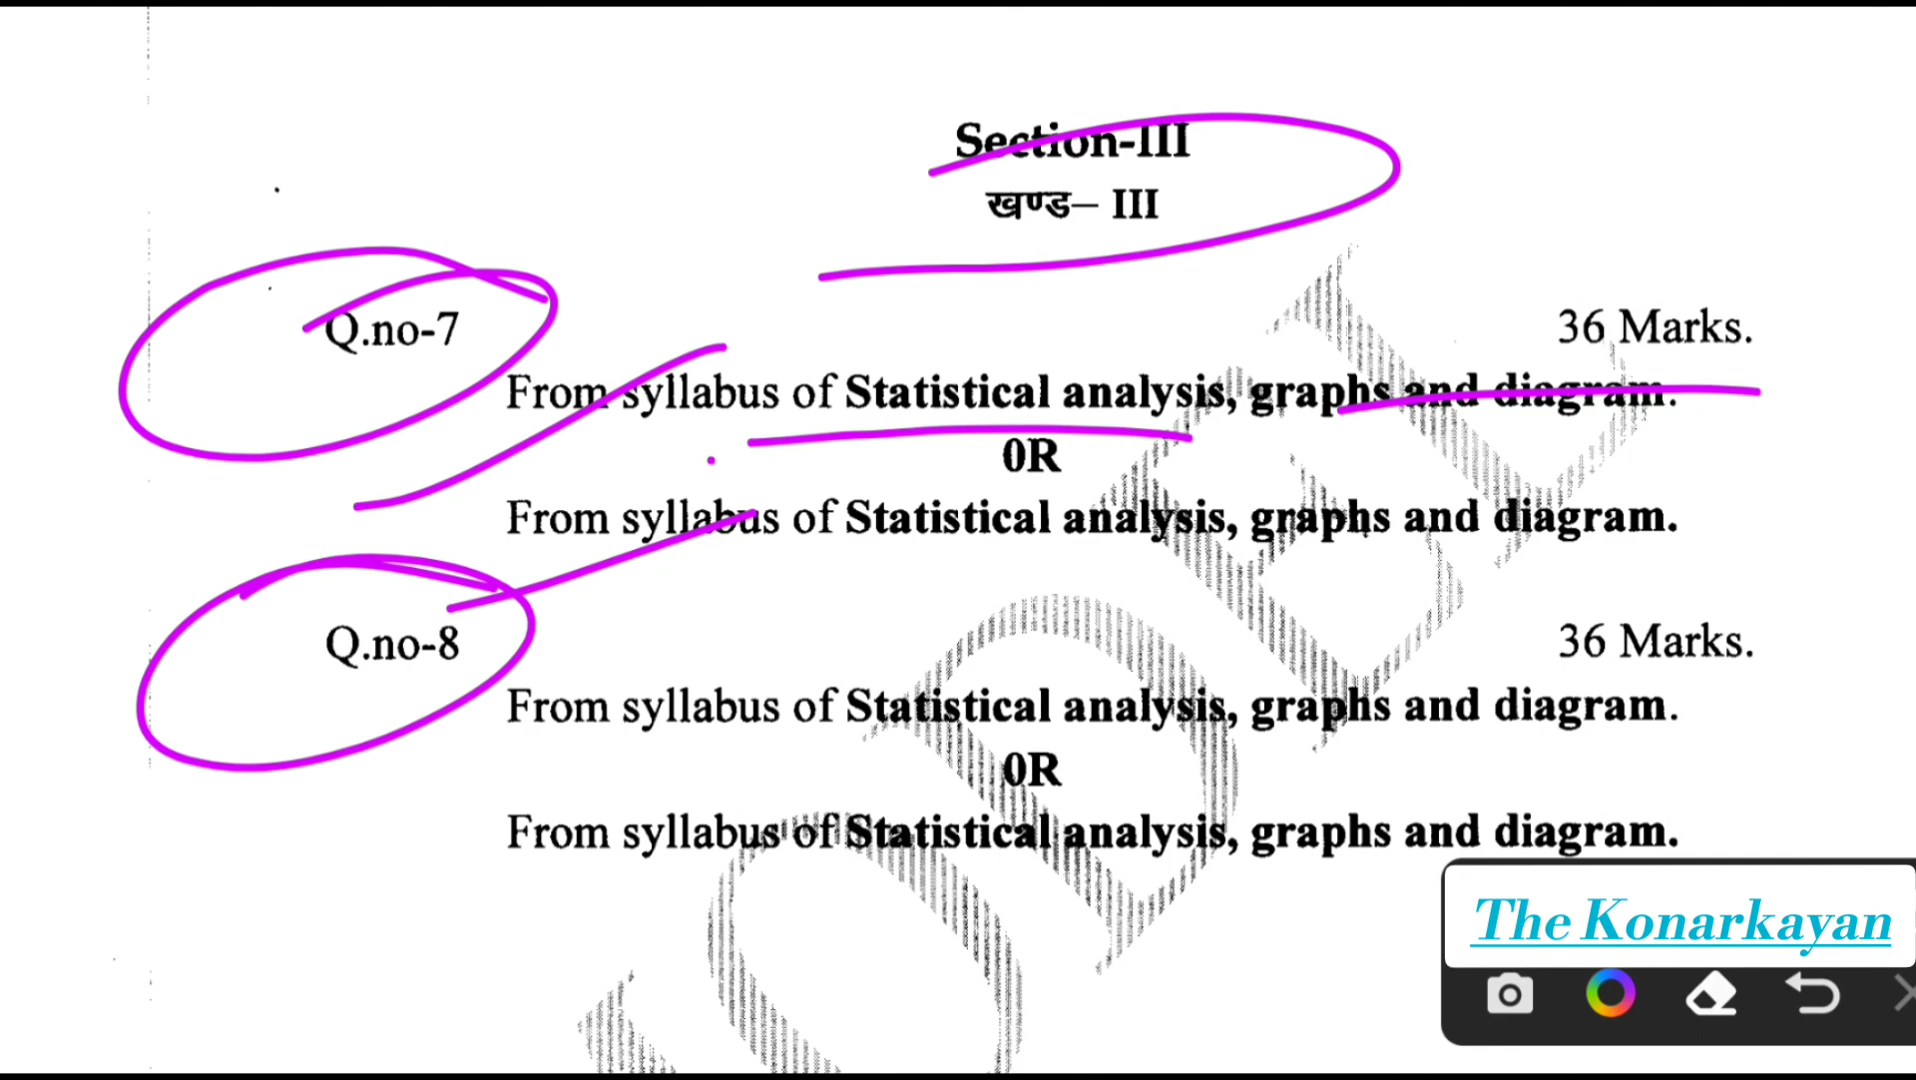 Section-III
खण्ड– III
Q.no-7
36 Marks.
From syllabus of Statistical analysis, graphs and diagram.
0R
From syllabus of Statistical analysis, graphs and diagram.
Q.no-8
36 Marks.
From syllabus of Statistical analysis, graphs and diagram.
0R
From syllabus of Statistical analysis, graphs and diagram.
The Konarkayan